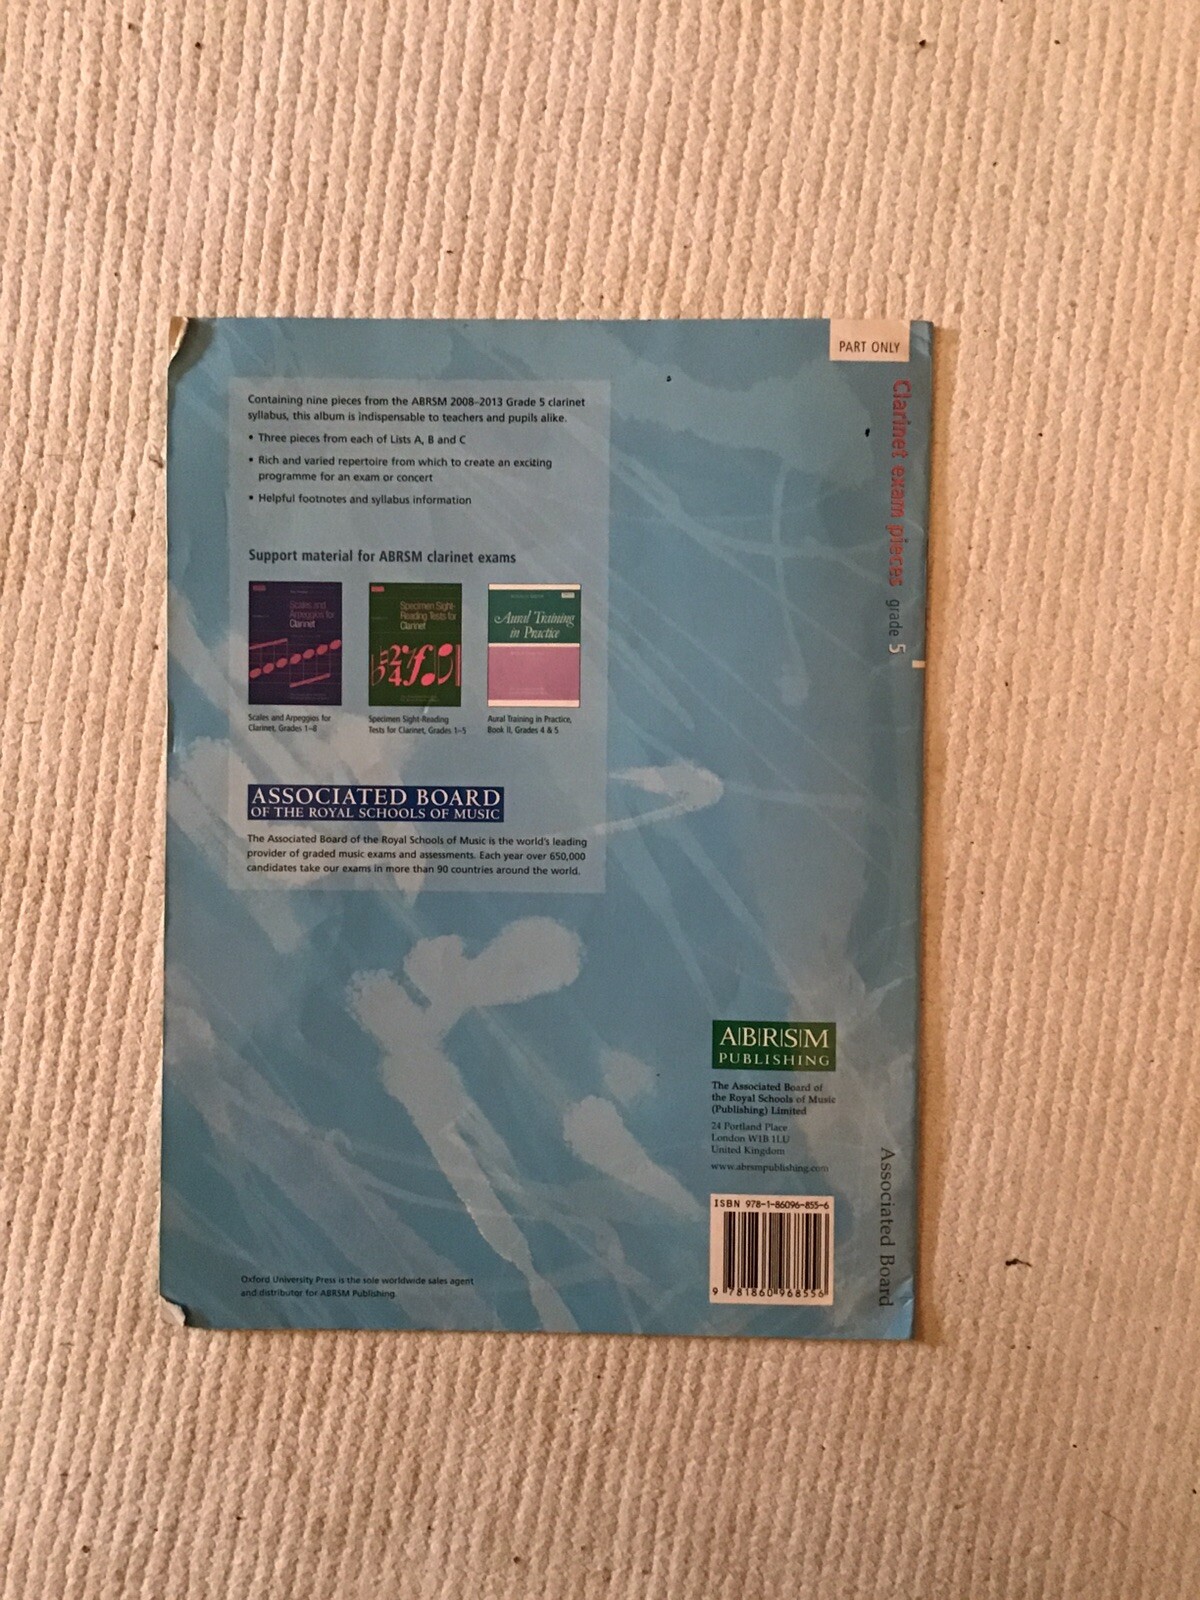 PART ONLY
Clarinet exam pieces grade 5
Containing nine pieces from the ABRSM 2008–2013 Grade 5 clarinet
syllabus, this album is indispensable to teachers and pupils alike.
• Three pieces from each of Lists A, B and C
• Rich and varied repertoire from which to create an exciting
programme for an exam or concert
• Helpful footnotes and syllabus information
Support material for ABRSM clarinet exams
Scales and
Arpeggios for
Clarinet
Specimen Sight-
Reading Tests for
Clarinet
Aural Training
in Practice
Scales and Arpeggios for
Clarinet, Grades 1–8
Specimen Sight-Reading
Tests for Clarinet, Grades 1–5
Aural Training in Practice,
Book II, Grades 4 & 5
ASSOCIATED BOARD
OF THE ROYAL SCHOOLS OF MUSIC
The Associated Board of the Royal Schools of Music is the world's leading
provider of graded music exams and assessments. Each year over 650,000
candidates take our exams in more than 90 countries around the world.
A|B|R|S|M
PUBLISHING
The Associated Board of
the Royal Schools of Music
(Publishing) Limited
24 Portland Place
London W1B 1LU
United Kingdom
www.abrsmpublishing.com
ISBN 978-1-86096-855-6
9 781860 968556
Associated Board
Oxford University Press is the sole worldwide sales agent
and distributor for ABRSM Publishing.